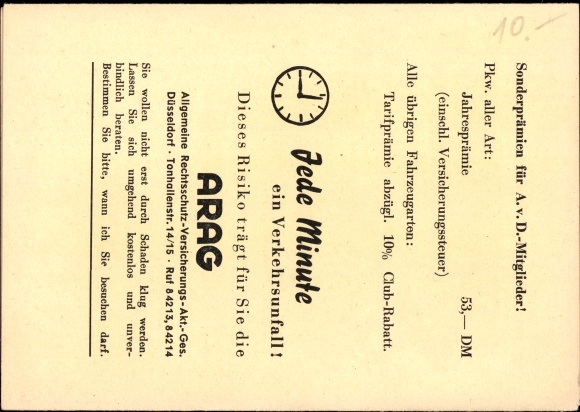 10.-
Sonderprämien für A.v.D.-Mitglieder!
Pkw. aller Art:
Jahresprämie 53,— DM
(einschl. Versicherungssteuer)
Alle übrigen Fahrzeugarten:
Tarifprämie abzügl. 10% Club-Rabatt.
Jede Minute
ein Verkehrsunfall!
Dieses Risiko trägt für Sie die
ARAG
Allgemeine Rechtsschutz-Versicherungs-Akt.-Ges.
Düsseldorf · Tonhallenstr. 14/15 · Ruf 84213, 84214
Sie wollen nicht erst durch Schaden klug werden.
Lassen Sie sich umgehend kostenlos und unver-
bindlich beraten.
Bestimmen Sie bitte, wann ich Sie besuchen darf.